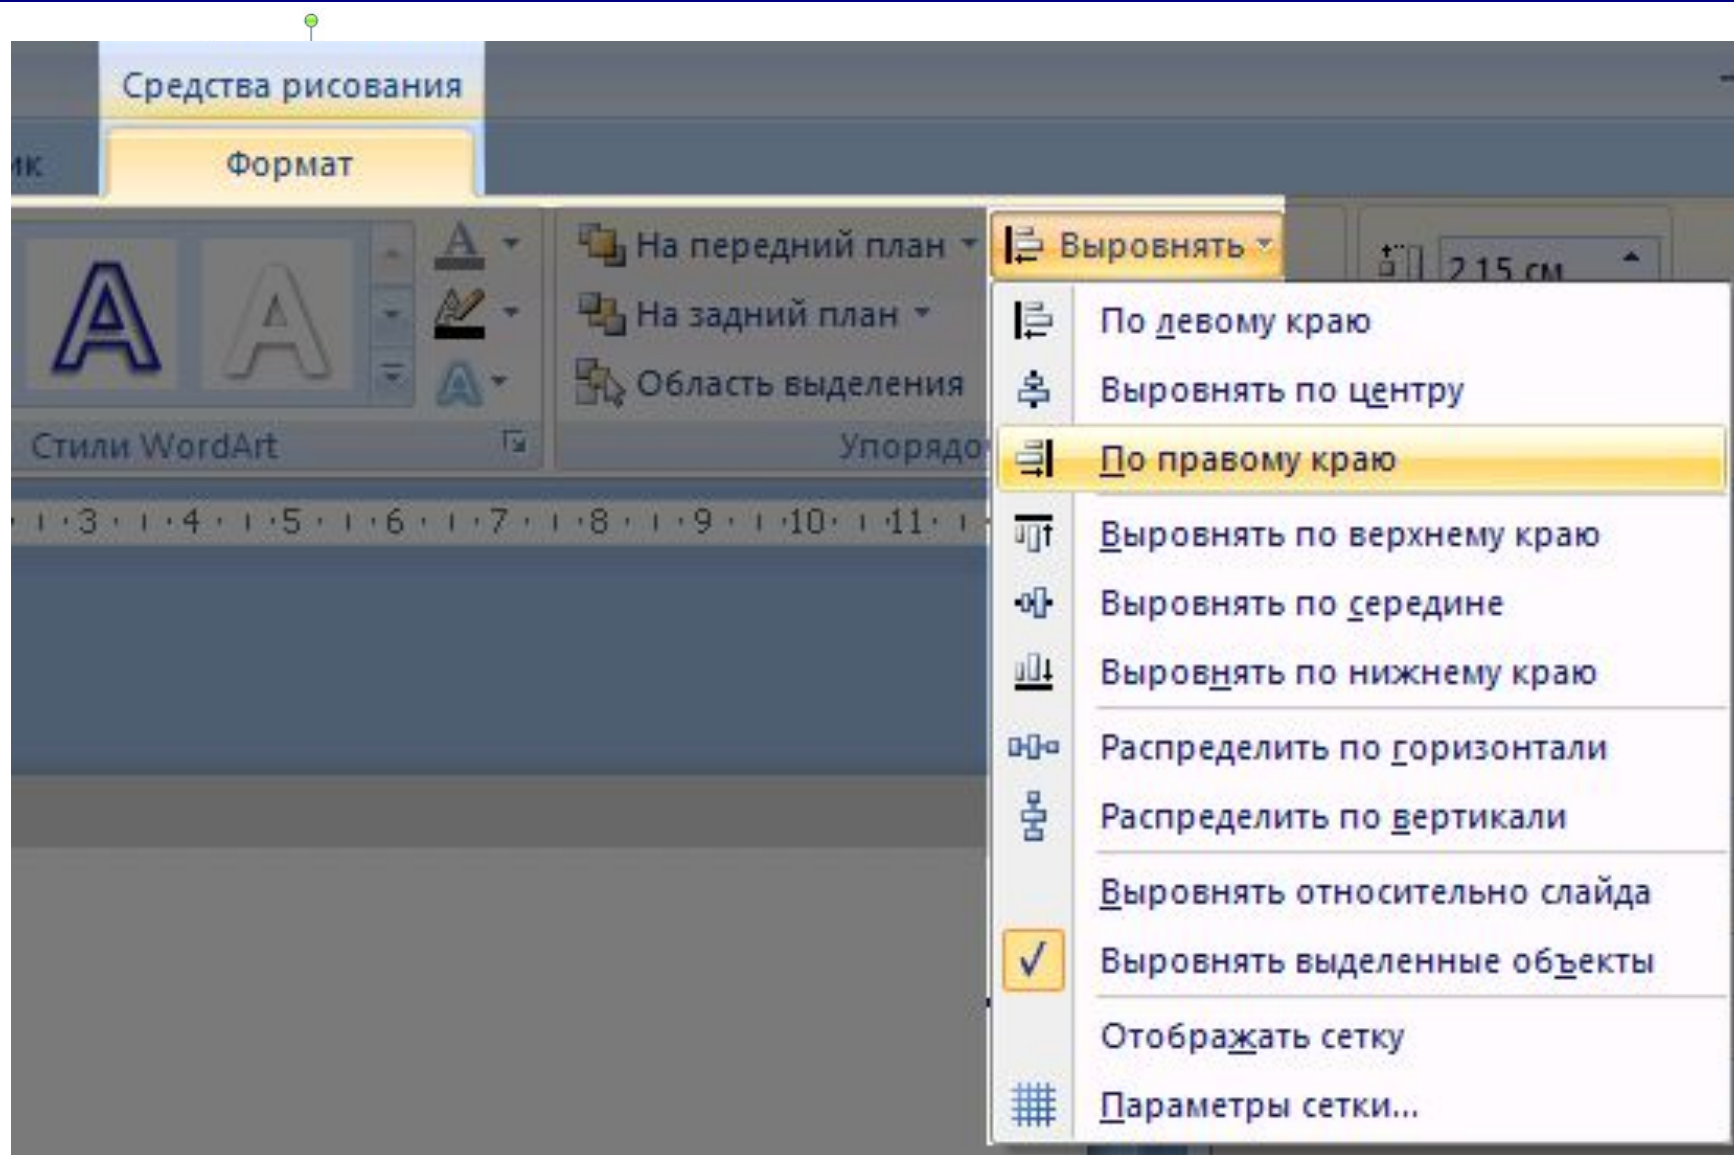 Средства рисования
ик
Формат
На передний план
Выровнять
2,15 см
На задний план
Область выделения
Стили WordArt
Упорядо
3 4 5 6 7 8 9 10 11
По левому краю
Выровнять по центру
По правому краю
Выровнять по верхнему краю
Выровнять по середине
Выровнять по нижнему краю
Распределить по горизонтали
Распределить по вертикали
Выровнять относительно слайда
Выровнять выделенные объекты
Отображать сетку
Параметры сетки...